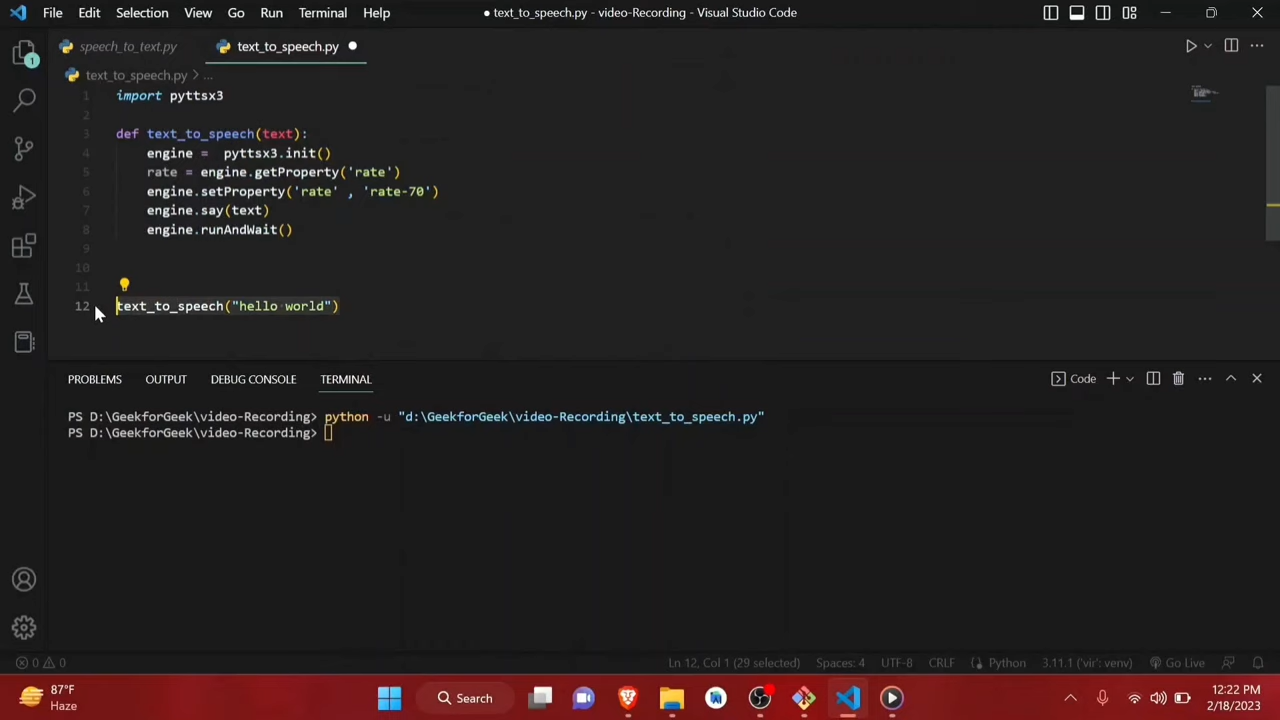 File Edit Selection View Go Run Terminal Help
● text_to_speech.py - video-Recording - Visual Studio Code
speech_to_text.py text_to_speech.py
text_to_speech.py > ...
1 import pyttsx3
2
3 def text_to_speech(text):
4 engine =  pyttsx3.init()
5 rate = engine.getProperty('rate')
6 engine.setProperty('rate' , 'rate-70')
7 engine.say(text)
8 engine.runAndWait()
9
10
11
12 text_to_speech("hello world")
1
PROBLEMS OUTPUT DEBUG CONSOLE TERMINAL
Code
PS D:\GeekforGeek\video-Recording> python -u "d:\GeekforGeek\video-Recording\text_to_speech.py"
PS D:\GeekforGeek\video-Recording>
0 0
Ln 12, Col 1 (29 selected) Spaces: 4 UTF-8 CRLF Python 3.11.1 ('vir': venv) Go Live
87°F
Haze
Search
12:22 PM
2/18/2023